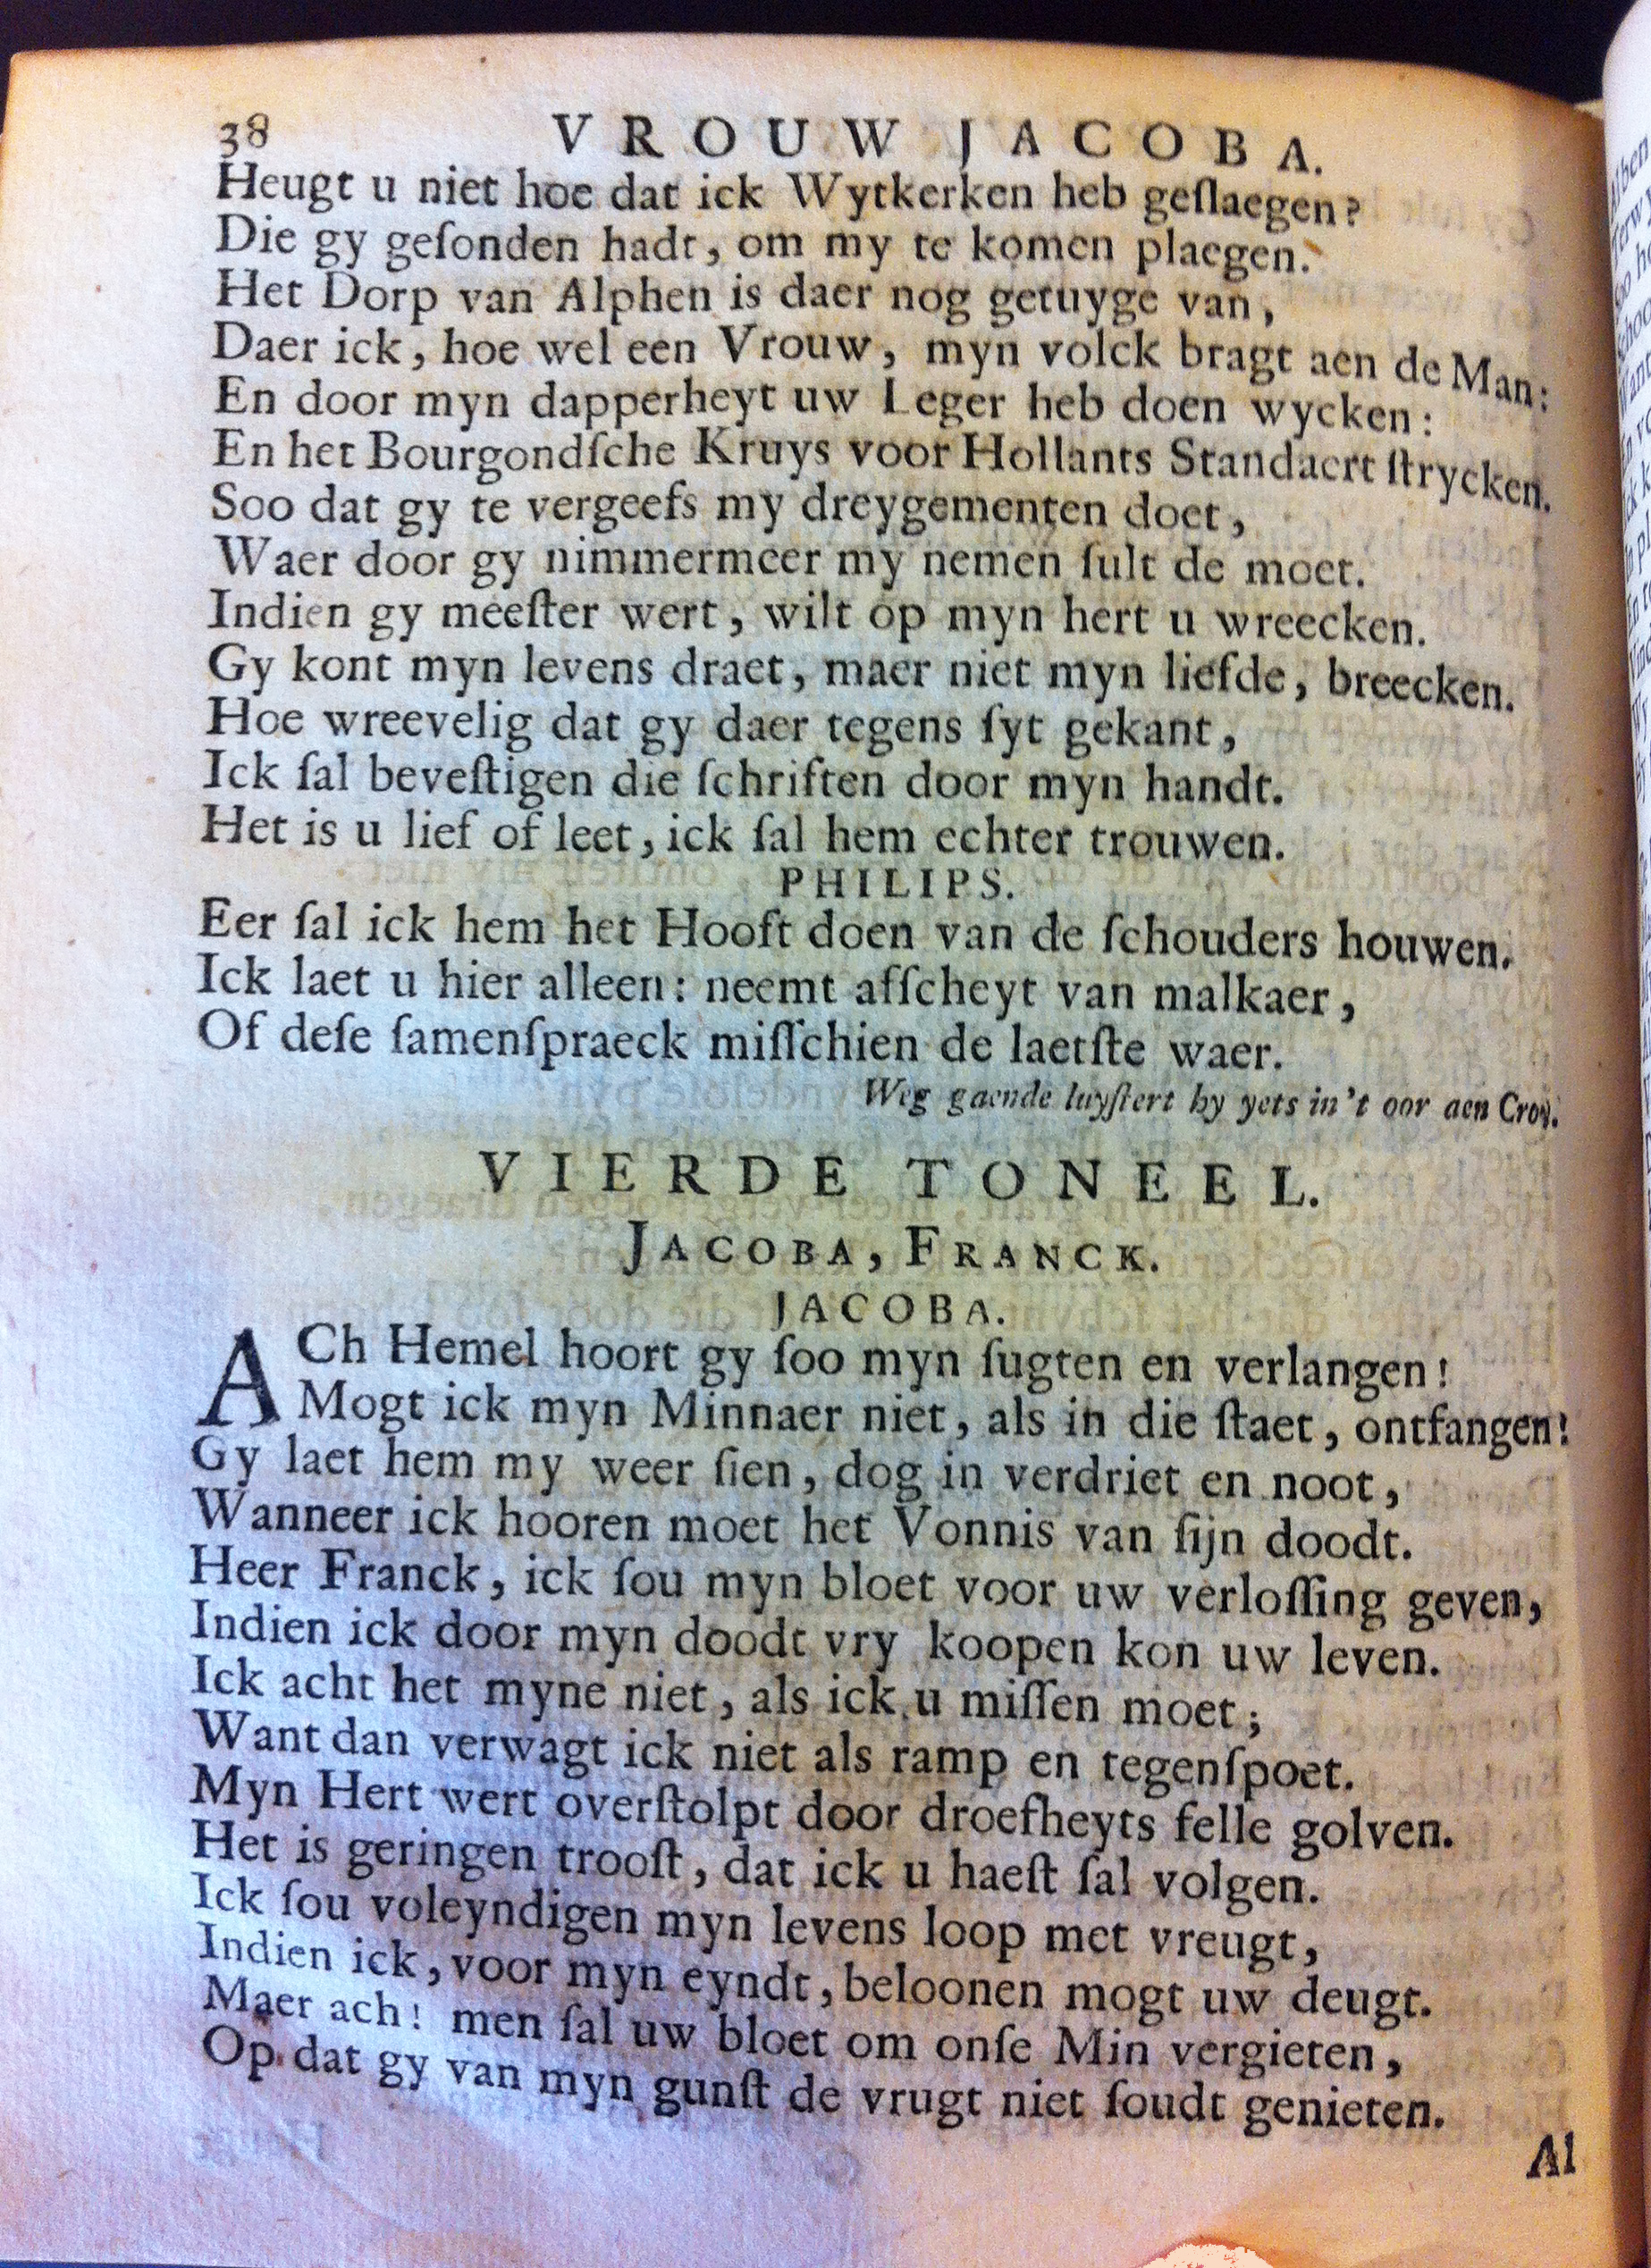 38 VROUW JACOBA.
Heugt u niet hoe dat ick Wytkerken heb geſlaegen?
Die gy geſonden hadt, om my te komen plaegen.
Het Dorp van Alphen is daer nog getuyge van,
Daer ick, hoe wel een Vrouw, myn volck bragt aen de Man:
En door myn dapperheyt uw Leger heb doen wycken:
En het Bourgondſche Kruys voor Hollants Standaert ſtrycken.
Soo dat gy te vergeefs my dreygementen doet,
Waer door gy nimmermeer my nemen ſult de moet.
Indien gy meeſter wert, wilt op myn hert u wreecken.
Gy kont myn levens draet, maer niet myn liefde, breecken.
Hoe wreevelig dat gy daer tegens ſyt gekant,
Ick ſal beveſtigen die ſchriften door myn handt.
Het is u lief of leet, ick ſal hem echter trouwen.
PHILIPS.
Eer ſal ick hem het Hooft doen van de ſchouders houwen.
Ick laet u hier alleen: neemt afſcheyt van malkaer,
Of deſe ſamenſpraeck miſſchien de laetſte waer.
Weg gaende luyſtert hy yets in't oor aen Croy.
VIERDE TONEEL.
JACOBA, FRANCK.
JACOBA.
ACh Hemel hoort gy ſoo myn ſugten en verlangen!
Mogt ick myn Minnaer niet, als in die ſtaet, ontfangen!
Gy laet hem my weer ſien, dog in verdriet en noot,
Wanneer ick hooren moet het Vonnis van ſijn doodt.
Heer Franck, ick ſou myn bloet voor uw verloſſing geven,
Indien ick door myn doodt vry koopen kon uw leven.
Ick acht het myne niet, als ick u miſſen moet;
Want dan verwagt ick niet als ramp en tegenſpoet.
Myn Hert wert overſtolpt door droefheyts felle golven.
Het is geringen trooſt, dat ick u haeſt ſal volgen.
Ick ſou voleyndigen myn levens loop met vreugt,
Indien ick, voor myn eyndt, beloonen mogt uw deugt.
Maer ach! men ſal uw bloet om onſe Min vergieten,
Op dat gy van myn gunſt de vrugt niet ſoudt genieten.
Al